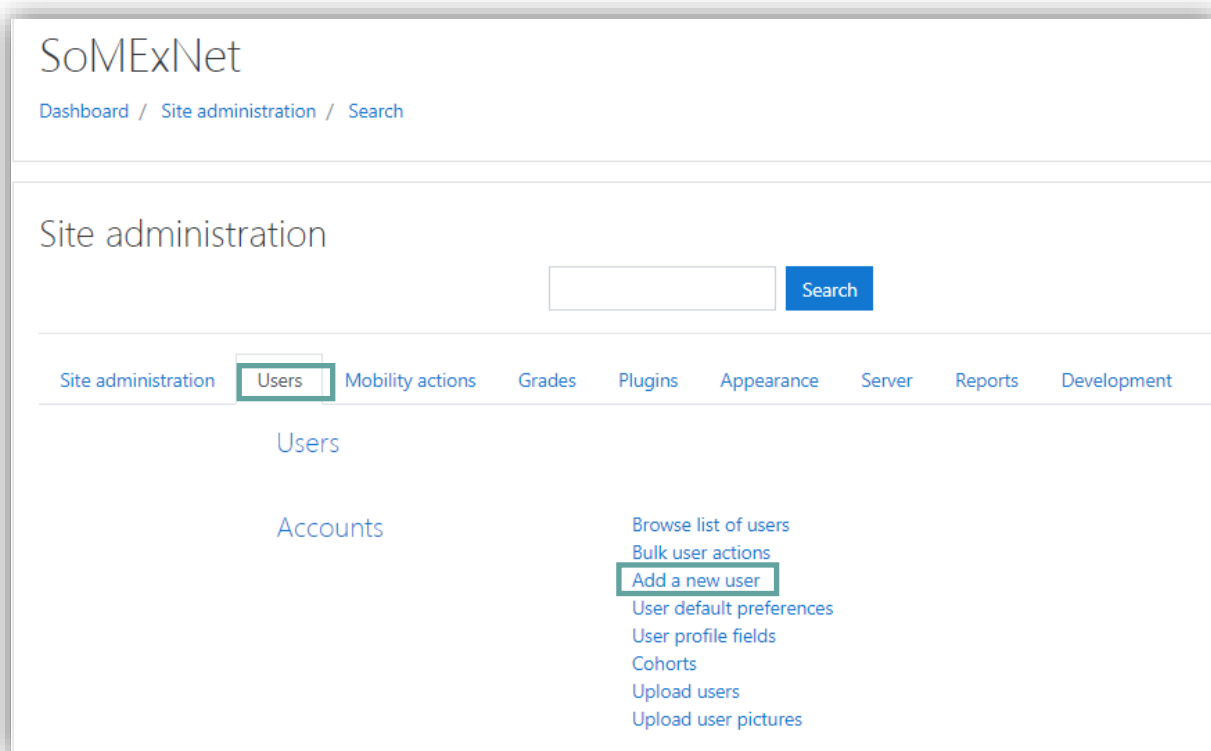 SoMExNet
Dashboard / Site administration / Search
Site administration
Search
Site administration Users Mobility actions Grades Plugins Appearance Server Reports Development
Users
Accounts
Browse list of users
Bulk user actions
Add a new user
User default preferences
User profile fields
Cohorts
Upload users
Upload user pictures